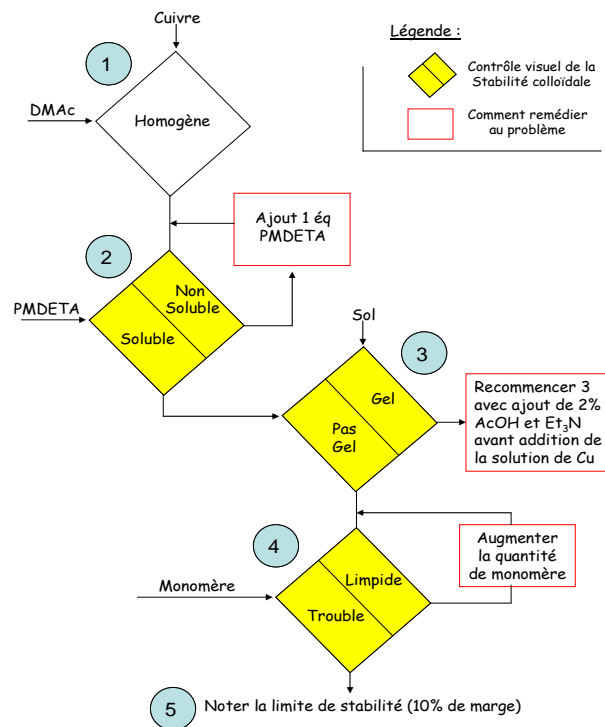 Cuivre
1
DMAc
Homogène
Légende :
Contrôle visuel de la
Stabilité colloïdale
Comment remédier
au problème
Ajout 1 éq
PMDETA
2
PMDETA
Non
Soluble
Soluble
Sol
3
Gel
Pas
Gel
Recommencer 3
avec ajout de 2%
AcOH et Et₃N
avant addition de
la solution de Cu
4
Monomère
Limpide
Trouble
Augmenter
la quantité
de monomère
5
Noter la limite de stabilité (10% de marge)